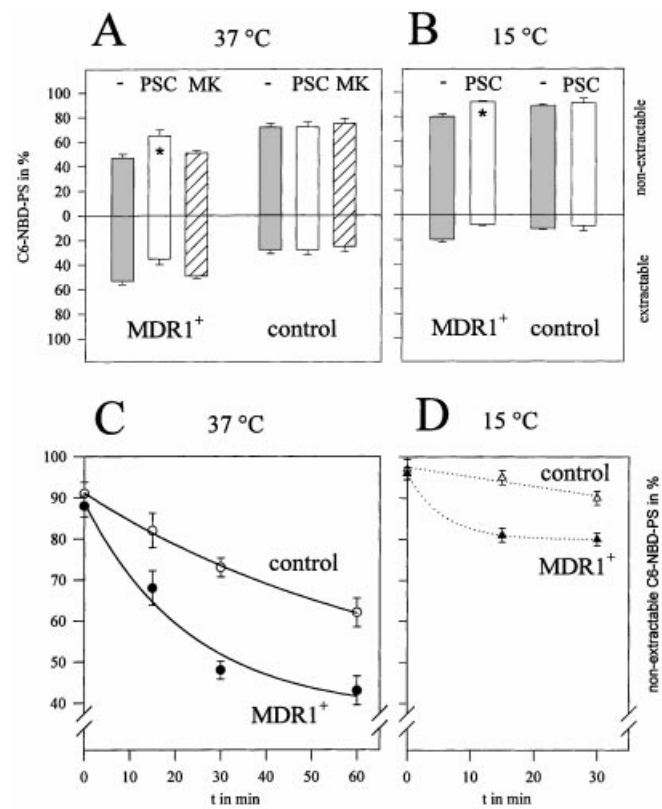 A 37 °C B 15 °C
- PSC MK - PSC MK - PSC - PSC
C6-NBD-PS in %
100
80
60
40
20
0
20
40
60
80
100
*
*
MDR1+ control MDR1+ control
non-extractable
extractable
C 37 °C D 15 °C
100
90
80
70
60
50
40
control
MDR1+
control
MDR1+
non-extractable C6-NBD-PS in %
0 10 20 30 40 50 60 0 10 20 30
t in min t in min